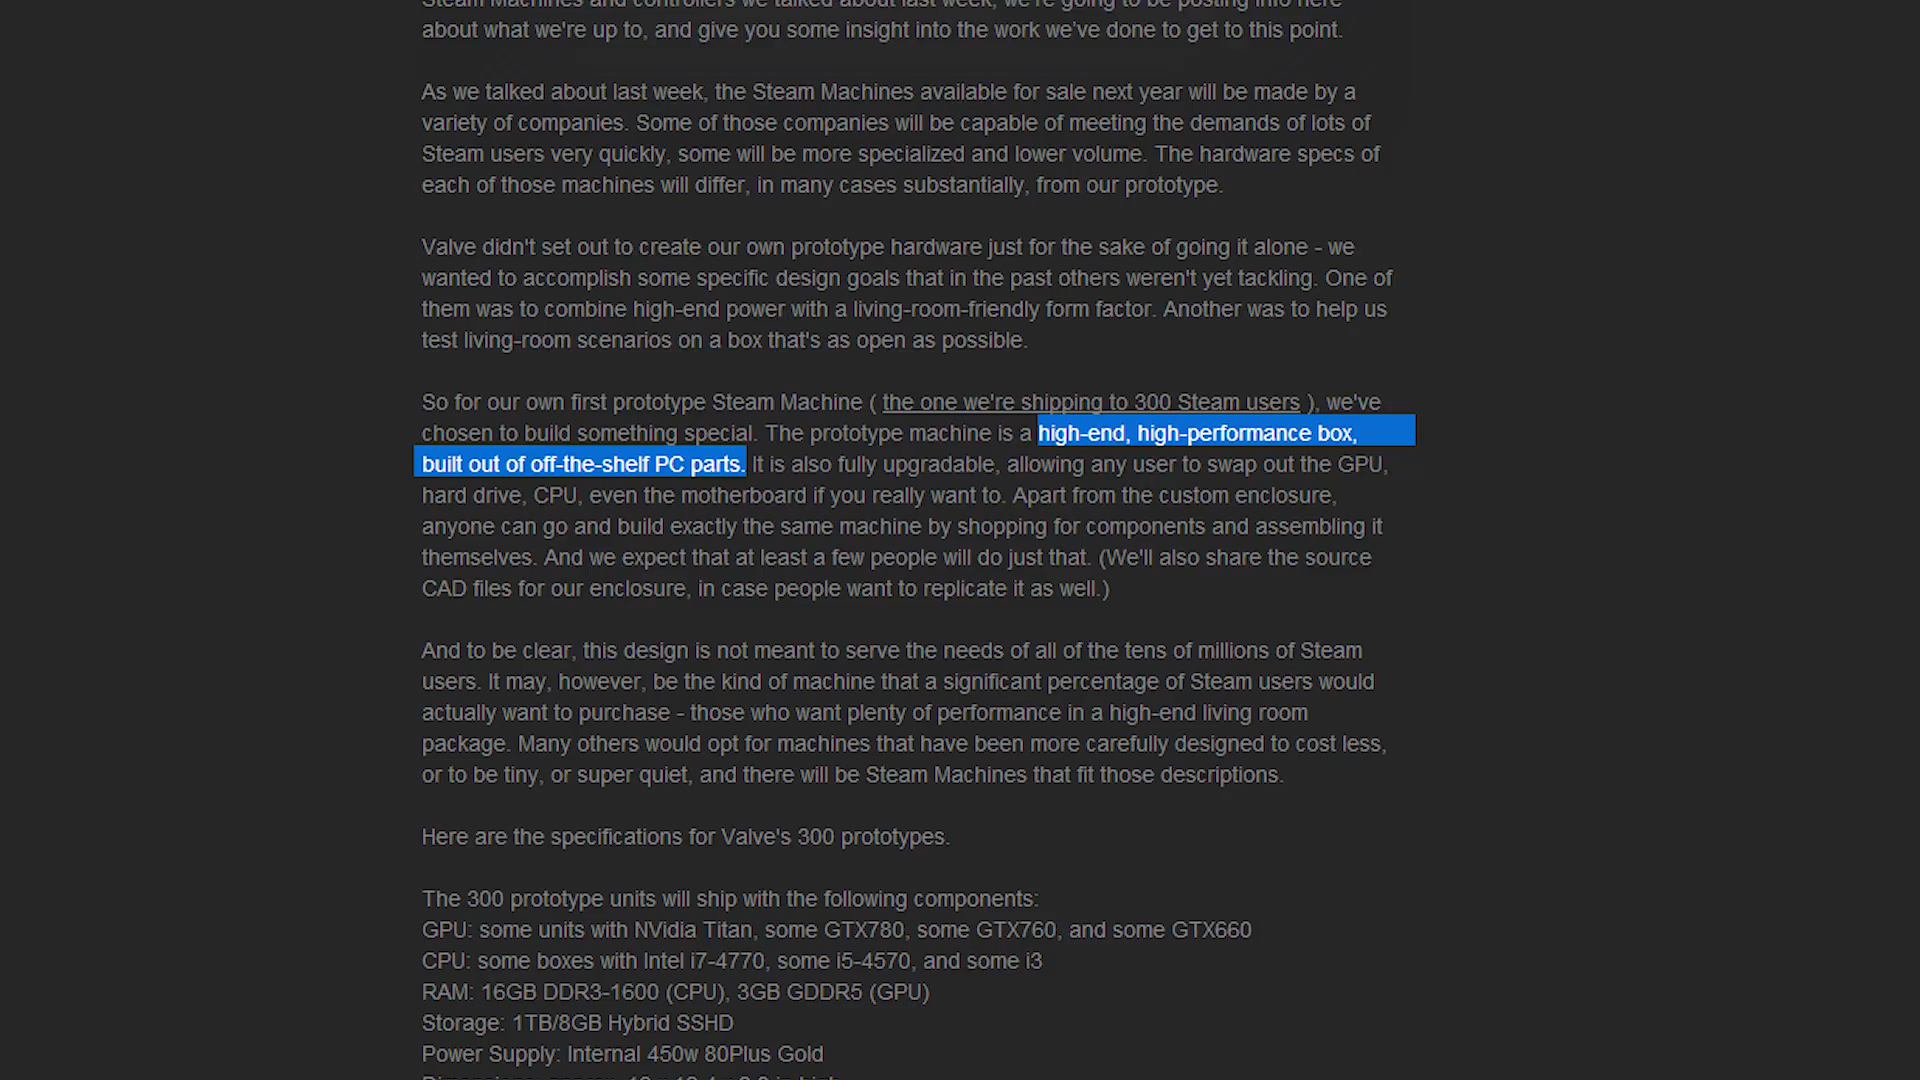 Steam Machines and controllers we talked about last week, we're going to be posting info here
about what we're up to, and give you some insight into the work we've done to get to this point.
As we talked about last week, the Steam Machines available for sale next year will be made by a
variety of companies. Some of those companies will be capable of meeting the demands of lots of
Steam users very quickly, some will be more specialized and lower volume. The hardware specs of
each of those machines will differ, in many cases substantially, from our prototype.
Valve didn't set out to create our own prototype hardware just for the sake of going it alone - we
wanted to accomplish some specific design goals that in the past others weren't yet tackling. One of
them was to combine high-end power with a living-room-friendly form factor. Another was to help us
test living-room scenarios on a box that's as open as possible.
So for our own first prototype Steam Machine ( the one we're shipping to 300 Steam users ), we've
chosen to build something special. The prototype machine is a high-end, high-performance box,
built out of off-the-shelf PC parts. It is also fully upgradable, allowing any user to swap out the GPU,
hard drive, CPU, even the motherboard if you really want to. Apart from the custom enclosure,
anyone can go and build exactly the same machine by shopping for components and assembling it
themselves. And we expect that at least a few people will do just that. (We'll also share the source
CAD files for our enclosure, in case people want to replicate it as well.)
And to be clear, this design is not meant to serve the needs of all of the tens of millions of Steam
users. It may, however, be the kind of machine that a significant percentage of Steam users would
actually want to purchase - those who want plenty of performance in a high-end living room
package. Many others would opt for machines that have been more carefully designed to cost less,
or to be tiny, or super quiet, and there will be Steam Machines that fit those descriptions.
Here are the specifications for Valve's 300 prototypes.
The 300 prototype units will ship with the following components:
GPU: some units with NVidia Titan, some GTX780, some GTX760, and some GTX660
CPU: some boxes with Intel i7-4770, some i5-4570, and some i3
RAM: 16GB DDR3-1600 (CPU), 3GB GDDR5 (GPU)
Storage: 1TB/8GB Hybrid SSHD
Power Supply: Internal 450w 80Plus Gold